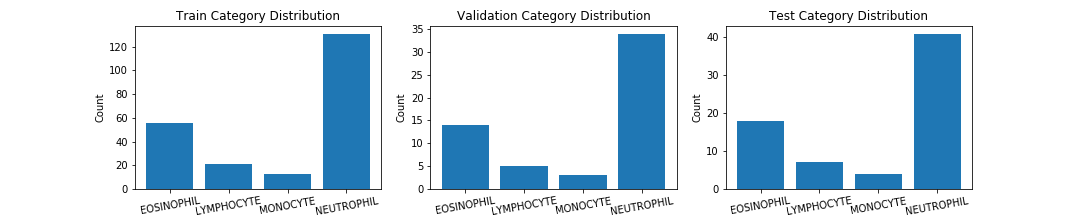 Train Category Distribution
Count
120
100
80
60
40
20
0
EOSINOPHIL
LYMPHOCYTE
MONOCYTE
NEUTROPHIL
Validation Category Distribution
Count
35
30
25
20
15
10
5
0
EOSINOPHIL
LYMPHOCYTE
MONOCYTE
NEUTROPHIL
Test Category Distribution
Count
40
30
20
10
0
EOSINOPHIL
LYMPHOCYTE
MONOCYTE
NEUTROPHIL